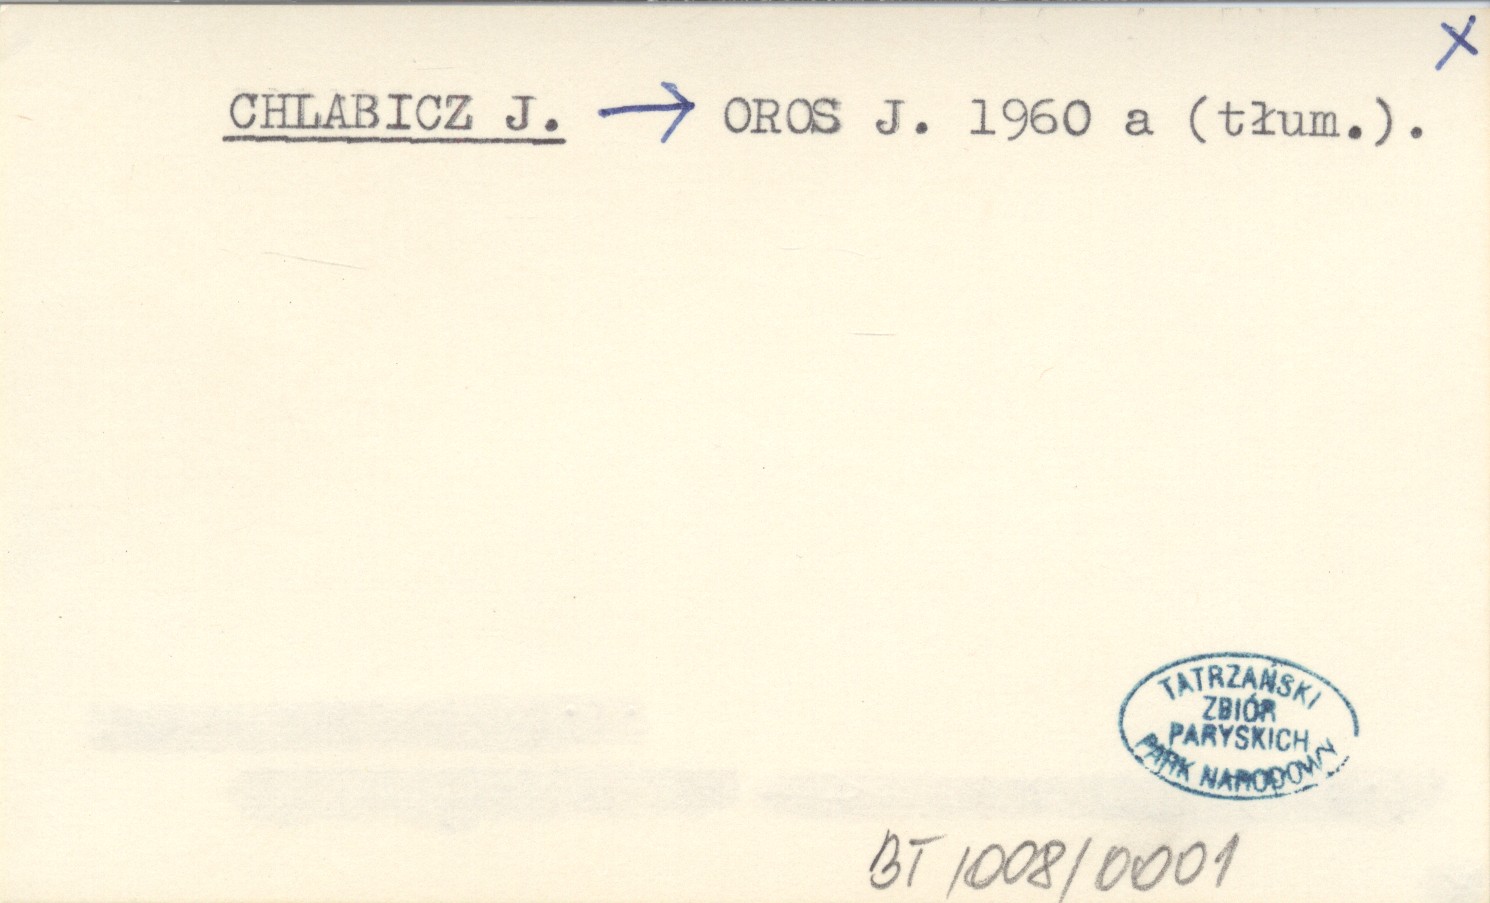 X
CHLABICZ J. → OROS J. 1960 a (tłum.).
TATRZAŃSKI
ZBIÓR
PARYSKICH
PARK NARODOWY
BT 1008/0001